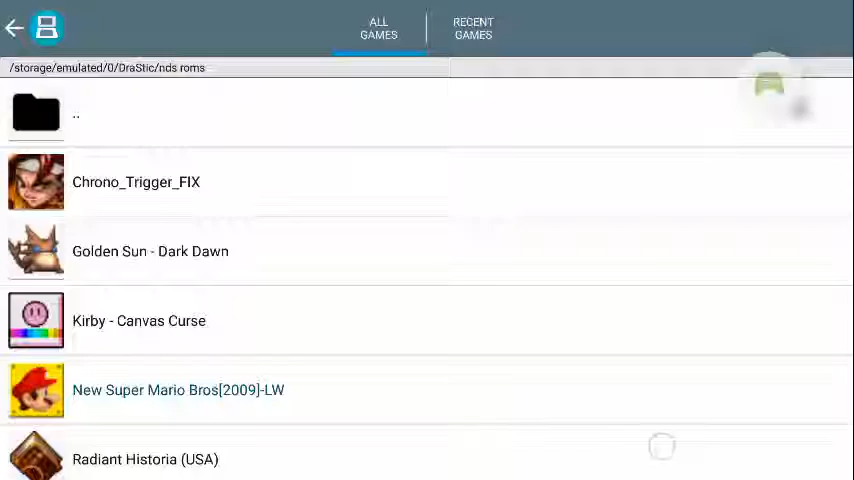 ALL
GAMES
RECENT
GAMES
/storage/emulated/0/DraStic/nds roms
..
Chrono_Trigger_FIX
Golden Sun - Dark Dawn
Kirby - Canvas Curse
New Super Mario Bros[2009]-LW
Radiant Historia (USA)